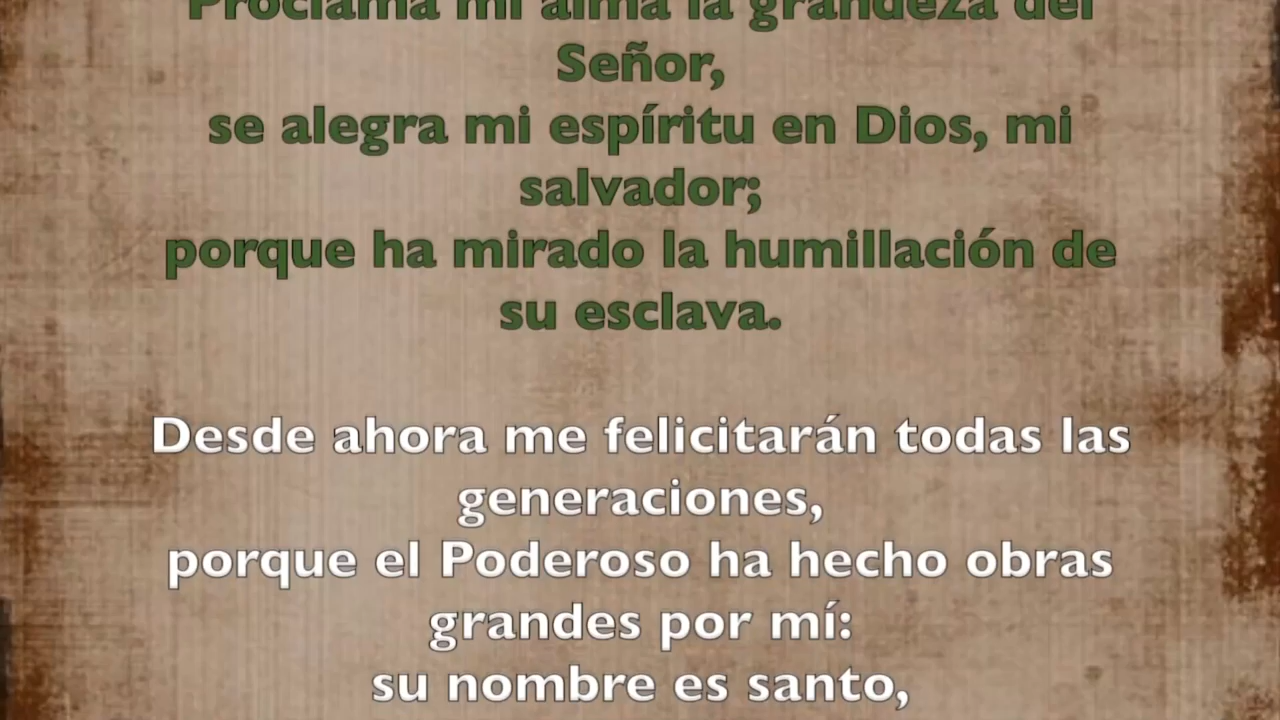 Proclama mi alma la grandeza del
Señor,
se alegra mi espíritu en Dios, mi
salvador;
porque ha mirado la humillación de
su esclava.
Desde ahora me felicitarán todas las
generaciones,
porque el Poderoso ha hecho obras
grandes por mí:
su nombre es santo,